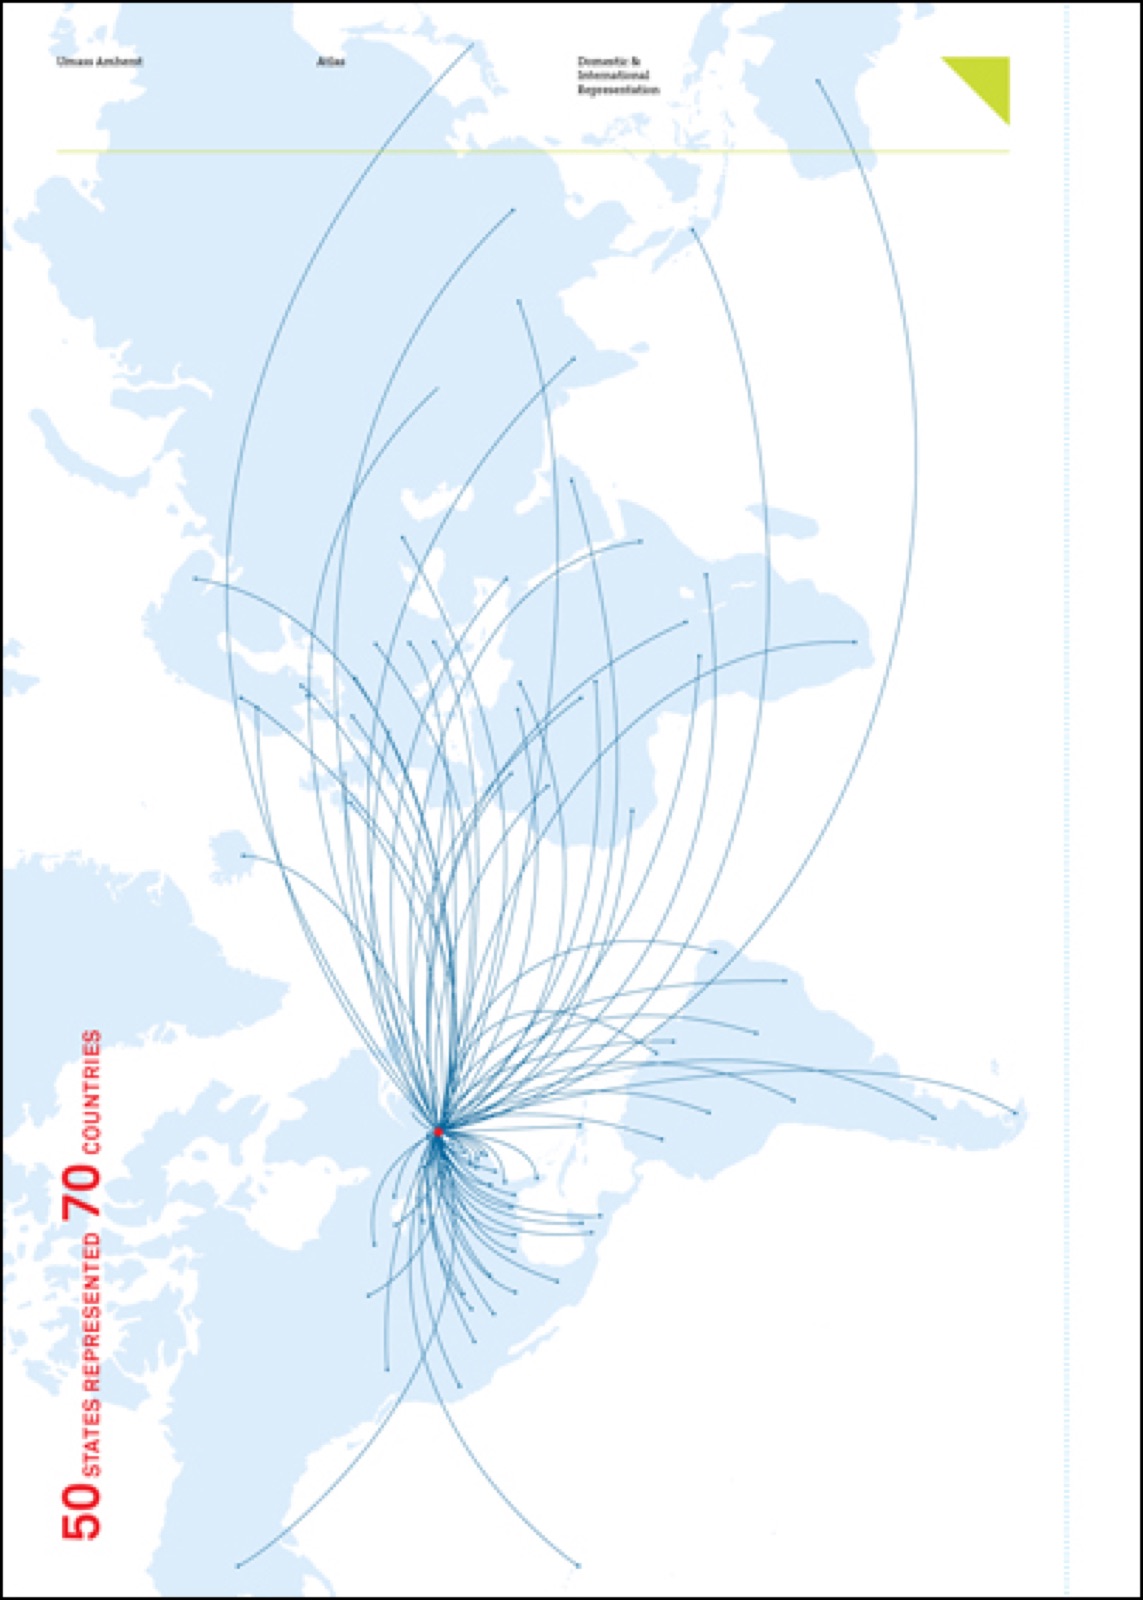 Umass Amherst
Atlas
Domestic &
International
Representation
50 STATES REPRESENTED 70 COUNTRIES